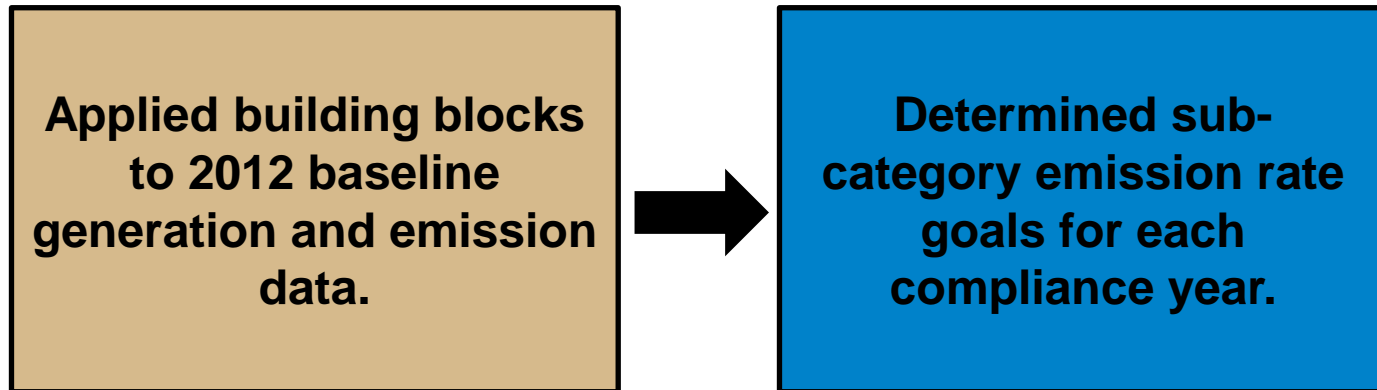 Applied building blocks
to 2012 baseline
generation and emission
data.
Determined sub-
category emission rate
goals for each
compliance year.